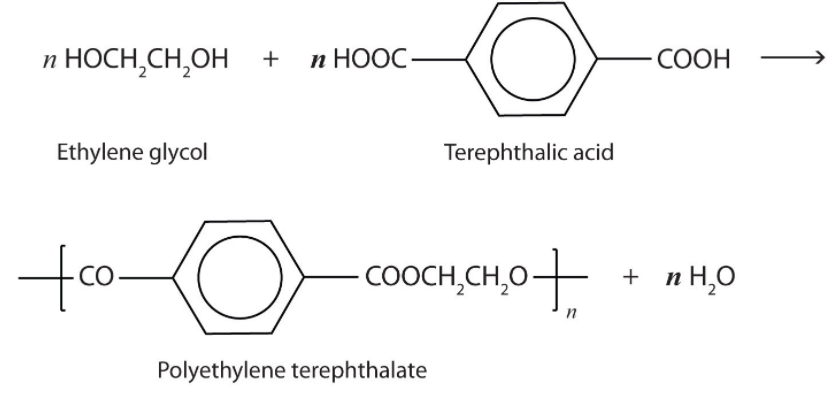 n HOCH₂CH₂OH + n HOOC COOH
Ethylene glycol Terephthalic acid
CO COOCH₂CH₂O n + n H₂O
Polyethylene terephthalate